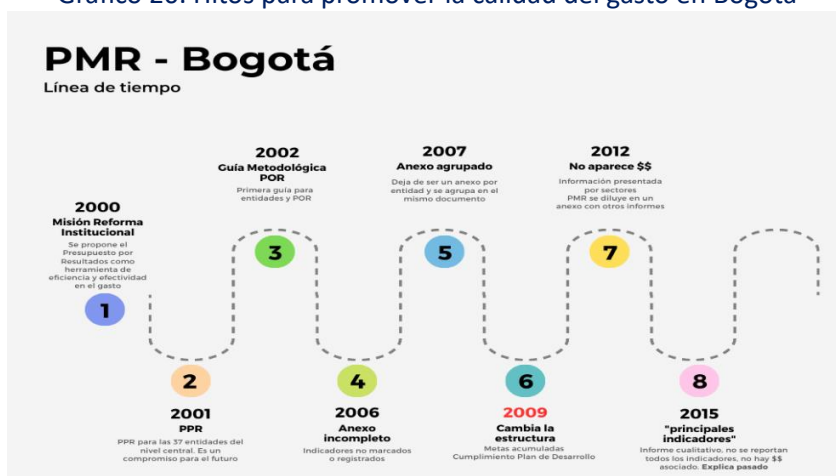 Gráfico 20. Hitos para promover la calidad del gasto en Bogotá
PMR - Bogotá
Línea de tiempo
2000
Misión Reforma
Institucional
Se propone el
Presupuesto por
Resultados como
herramienta de
eficiencia y efectividad
en el gasto
1
2
2001
PPR
PPR para las 37 entidades del
nivel central. Es un
compromiso para el futuro
2002
Guía Metodológica
POR
Primera guía para
entidades y POR
3
4
2006
Anexo
incompleto
Indicadores no marcados
o registrados
2007
Anexo agrupado
Deja de ser un anexo por
entidad y se agrupa en el
mismo documento
5
6
2009
Cambia la
estructura
Metas acumuladas
Cumplimiento Plan de Desarrollo
2012
No aparece $$
Información presentada
por sectores
PMR se diluye en un
anexo con otros informes
7
8
2015
"principales
indicadores"
Informe cualitativo, no se reportan
todos los indicadores, no hay $$
asociado. Explica pasado